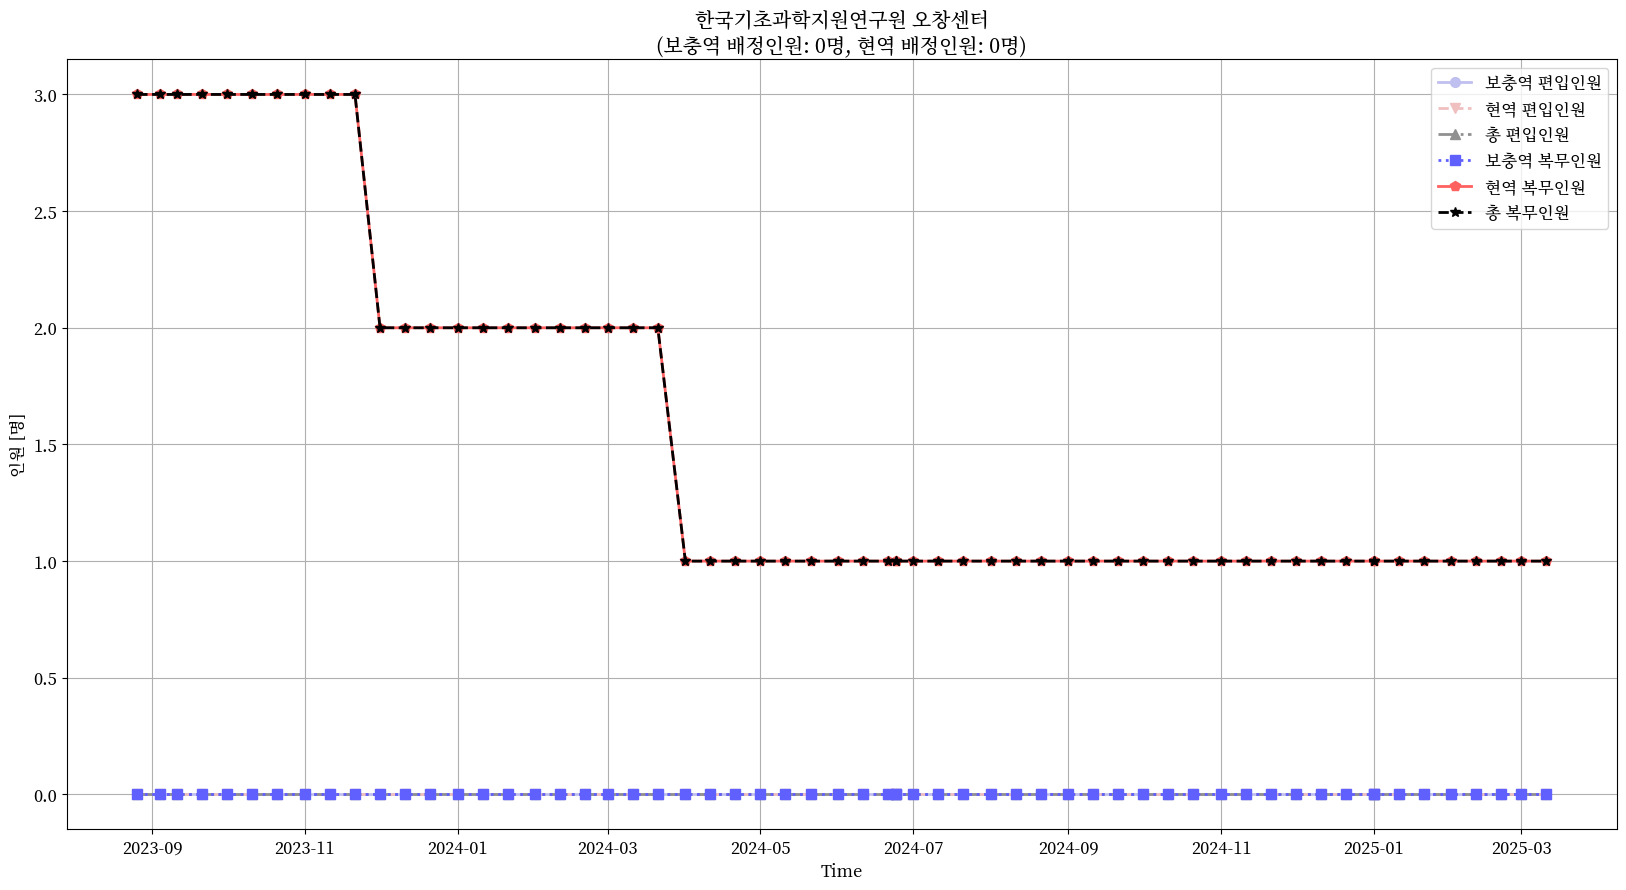 한국기초과학지원연구원 오창센터
(보충역 배정인원: 0명, 현역 배정인원: 0명)
보충역 편입인원
현역 편입인원
총 편입인원
보충역 복무인원
현역 복무인원
총 복무인원
인원 [명]
3.0
2.5
2.0
1.5
1.0
0.5
0.0
2023-09
2023-11
2024-01
2024-03
2024-05
2024-07
2024-09
2024-11
2025-01
2025-03
Time